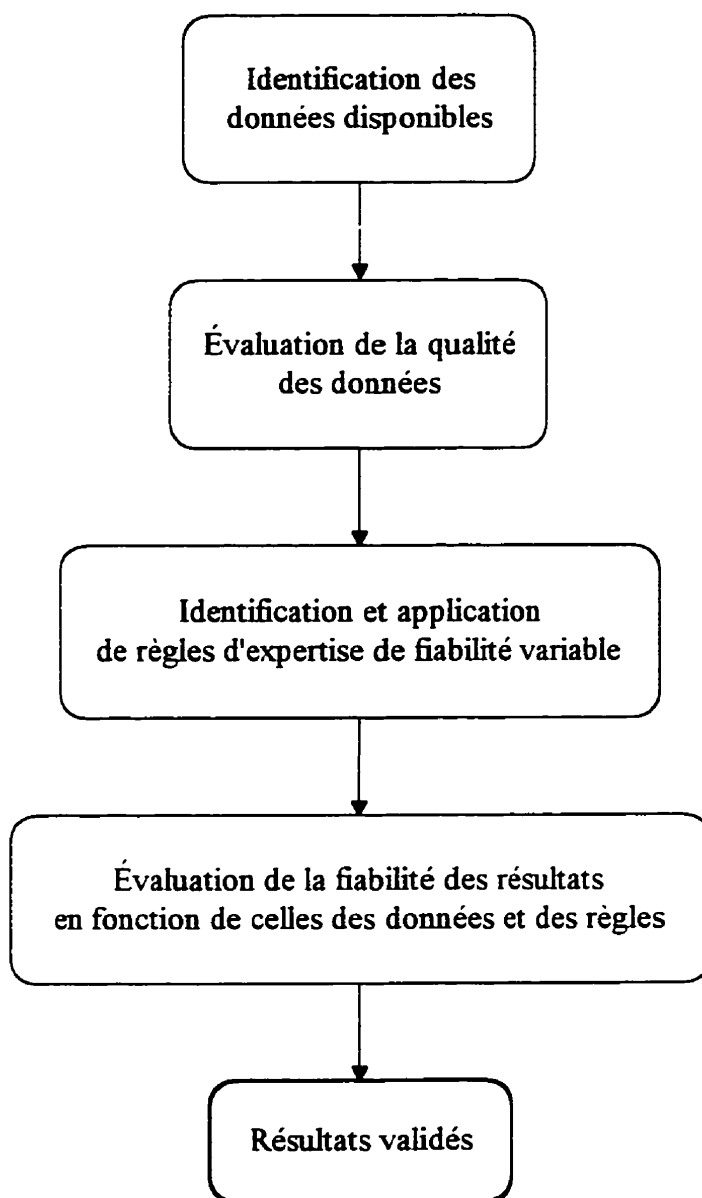 Identification des
données disponibles
Évaluation de la qualité
des données
Identification et application
de règles d'expertise de fiabilité variable
Évaluation de la fiabilité des résultats
en fonction de celles des données et des règles
Résultats validés